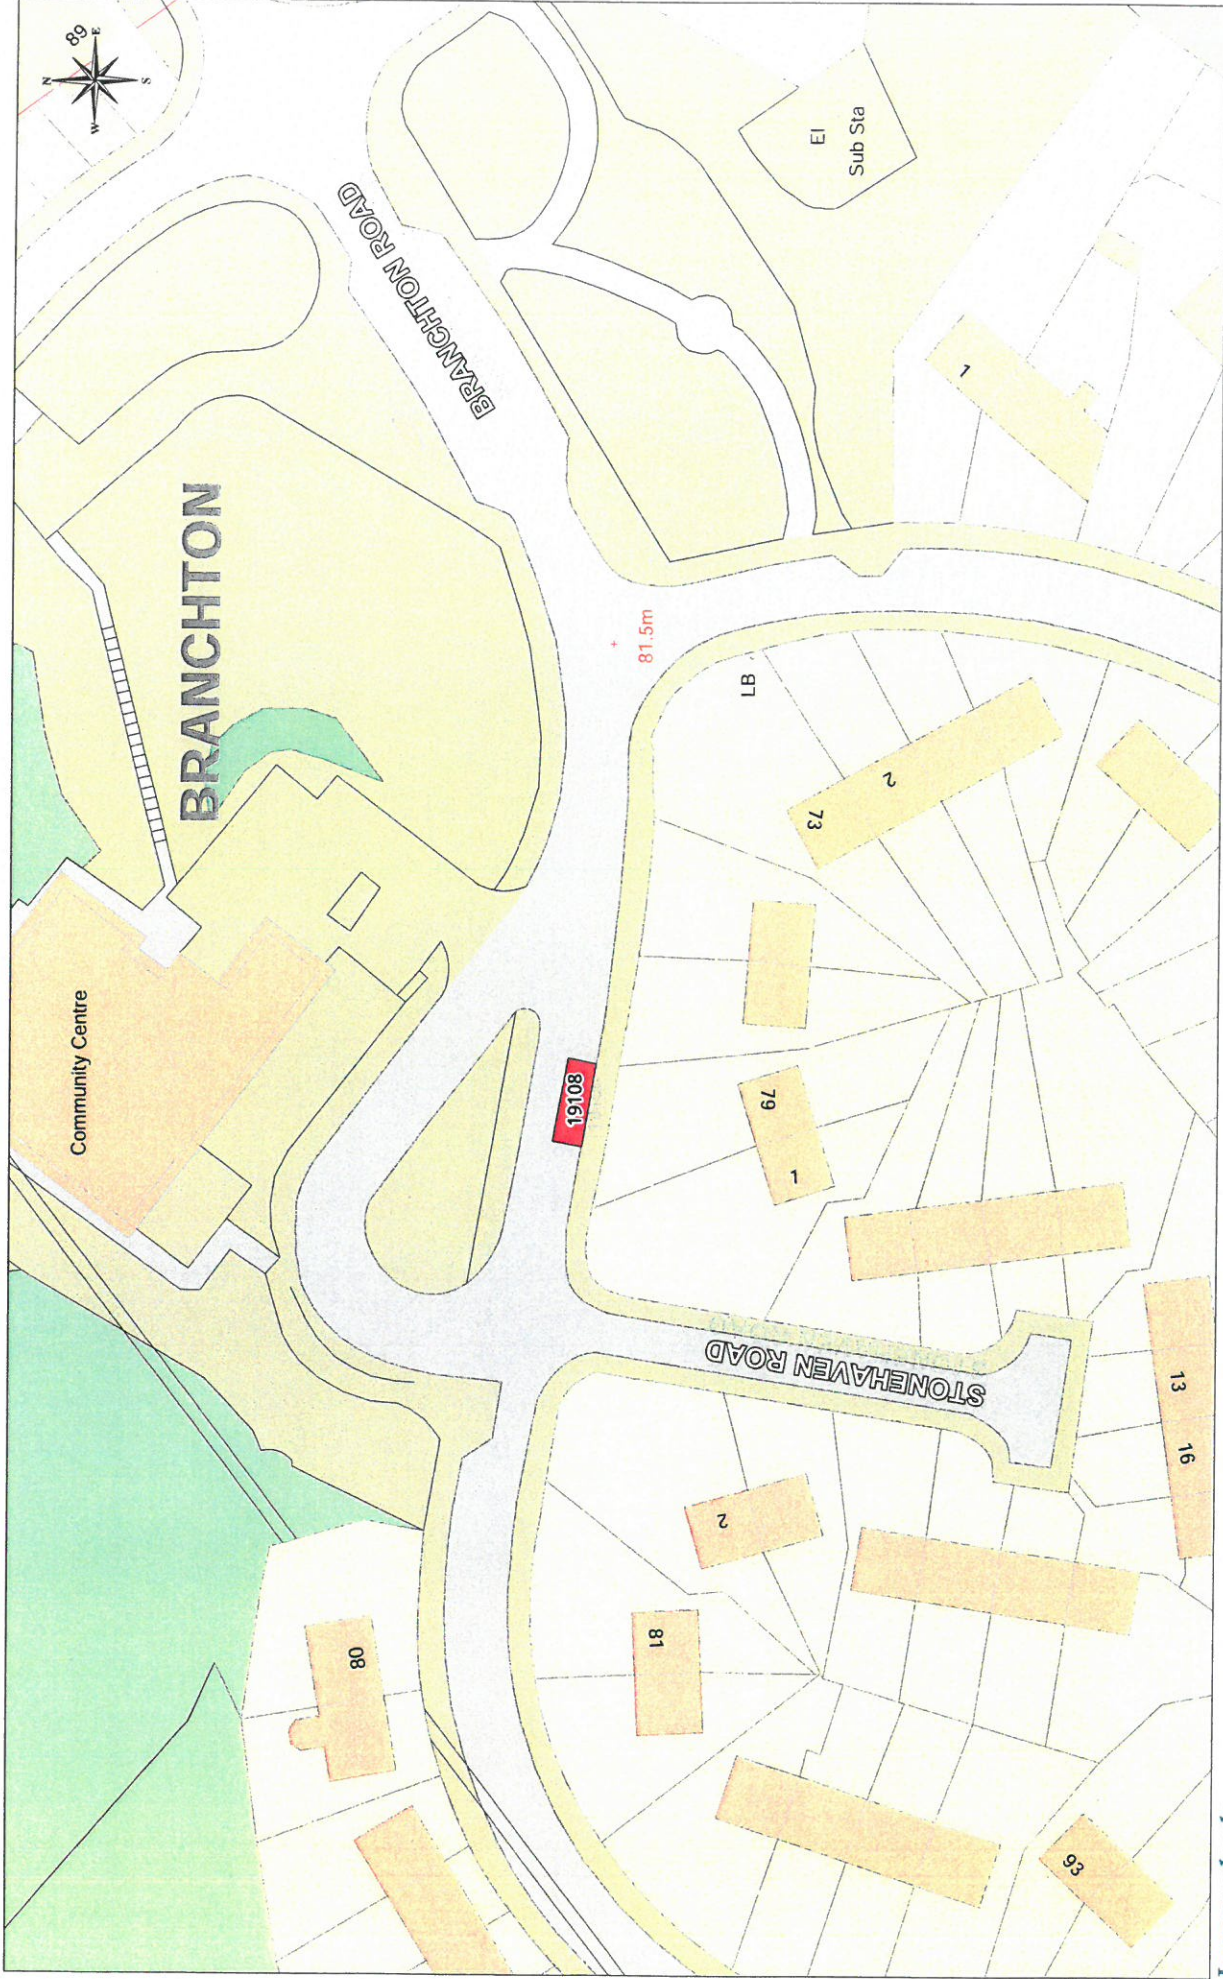 68
N
E
S
W
BRANCHTON ROAD
El
Sub Sta
1
BRANCHTON
81.5m
LB
2
73
Community Centre
19108
79
1
STONEHAVEN ROAD
13
16
2
81
80
93